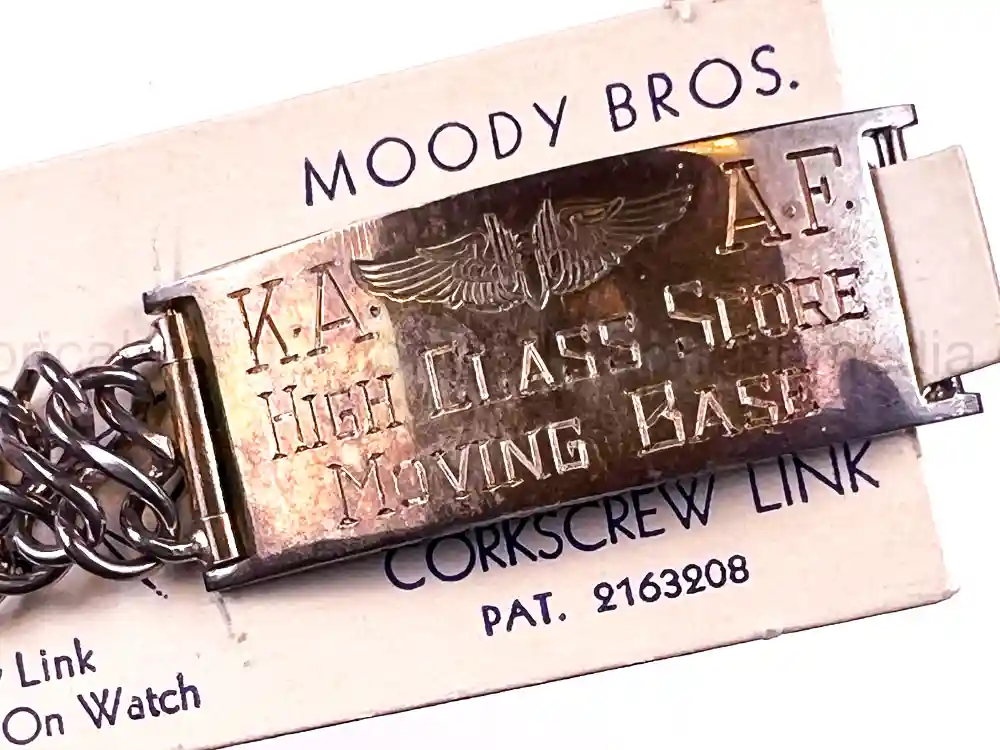 MOODY BROS.
K.A. A.F.
HIGH CLASS SCORE
MOVING BASE
CORKSCREW LINK
PAT. 2163208
Link
On Watch